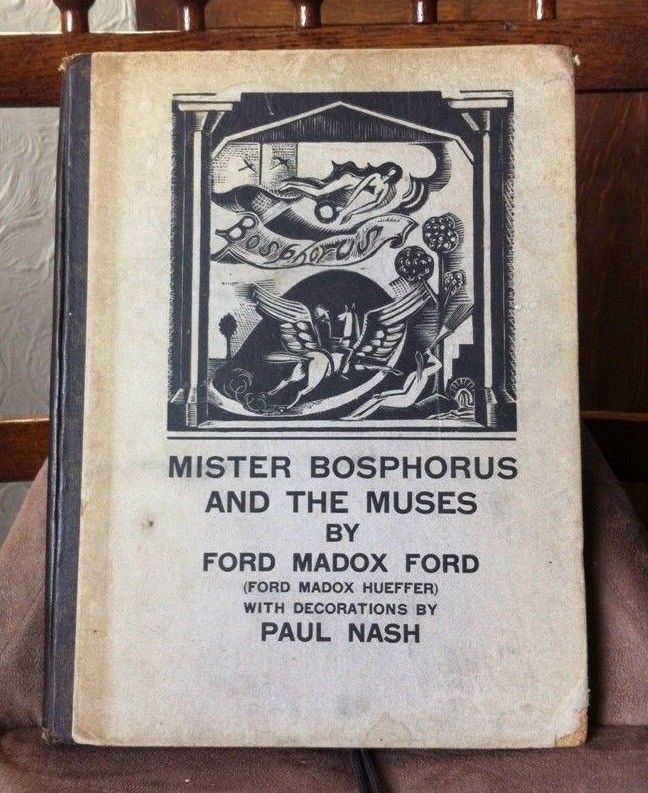 BOSPHORUS
MISTER BOSPHORUS
AND THE MUSES
BY
FORD MADOX FORD
(FORD MADOX HUEFFER)
WITH DECORATIONS BY
PAUL NASH